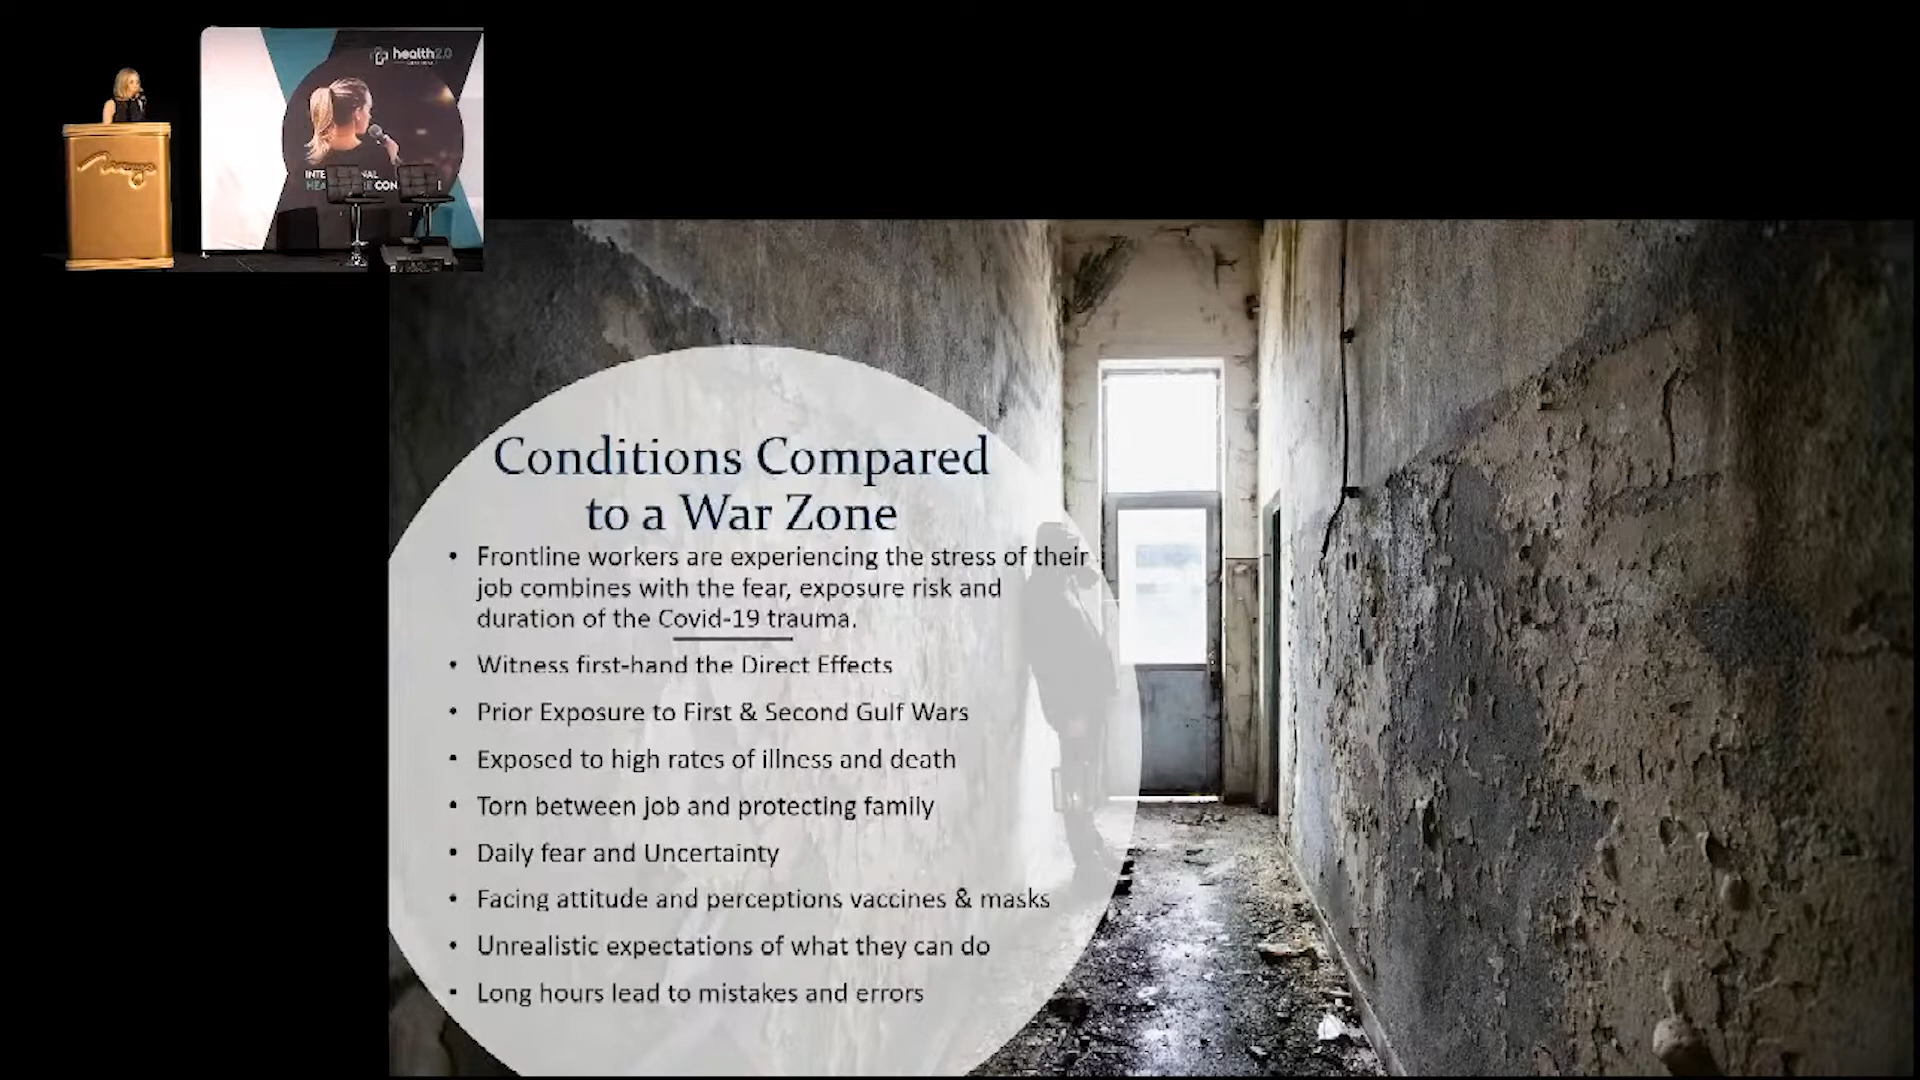 health2.0
Conditions Compared
to a War Zone
• Frontline workers are experiencing the stress of their
job combines with the fear, exposure risk and
duration of the Covid-19 trauma.
• Witness first-hand the Direct Effects
• Prior Exposure to First & Second Gulf Wars
• Exposed to high rates of illness and death
• Torn between job and protecting family
• Daily fear and Uncertainty
• Facing attitude and perceptions vaccines & masks
• Unrealistic expectations of what they can do
• Long hours lead to mistakes and errors